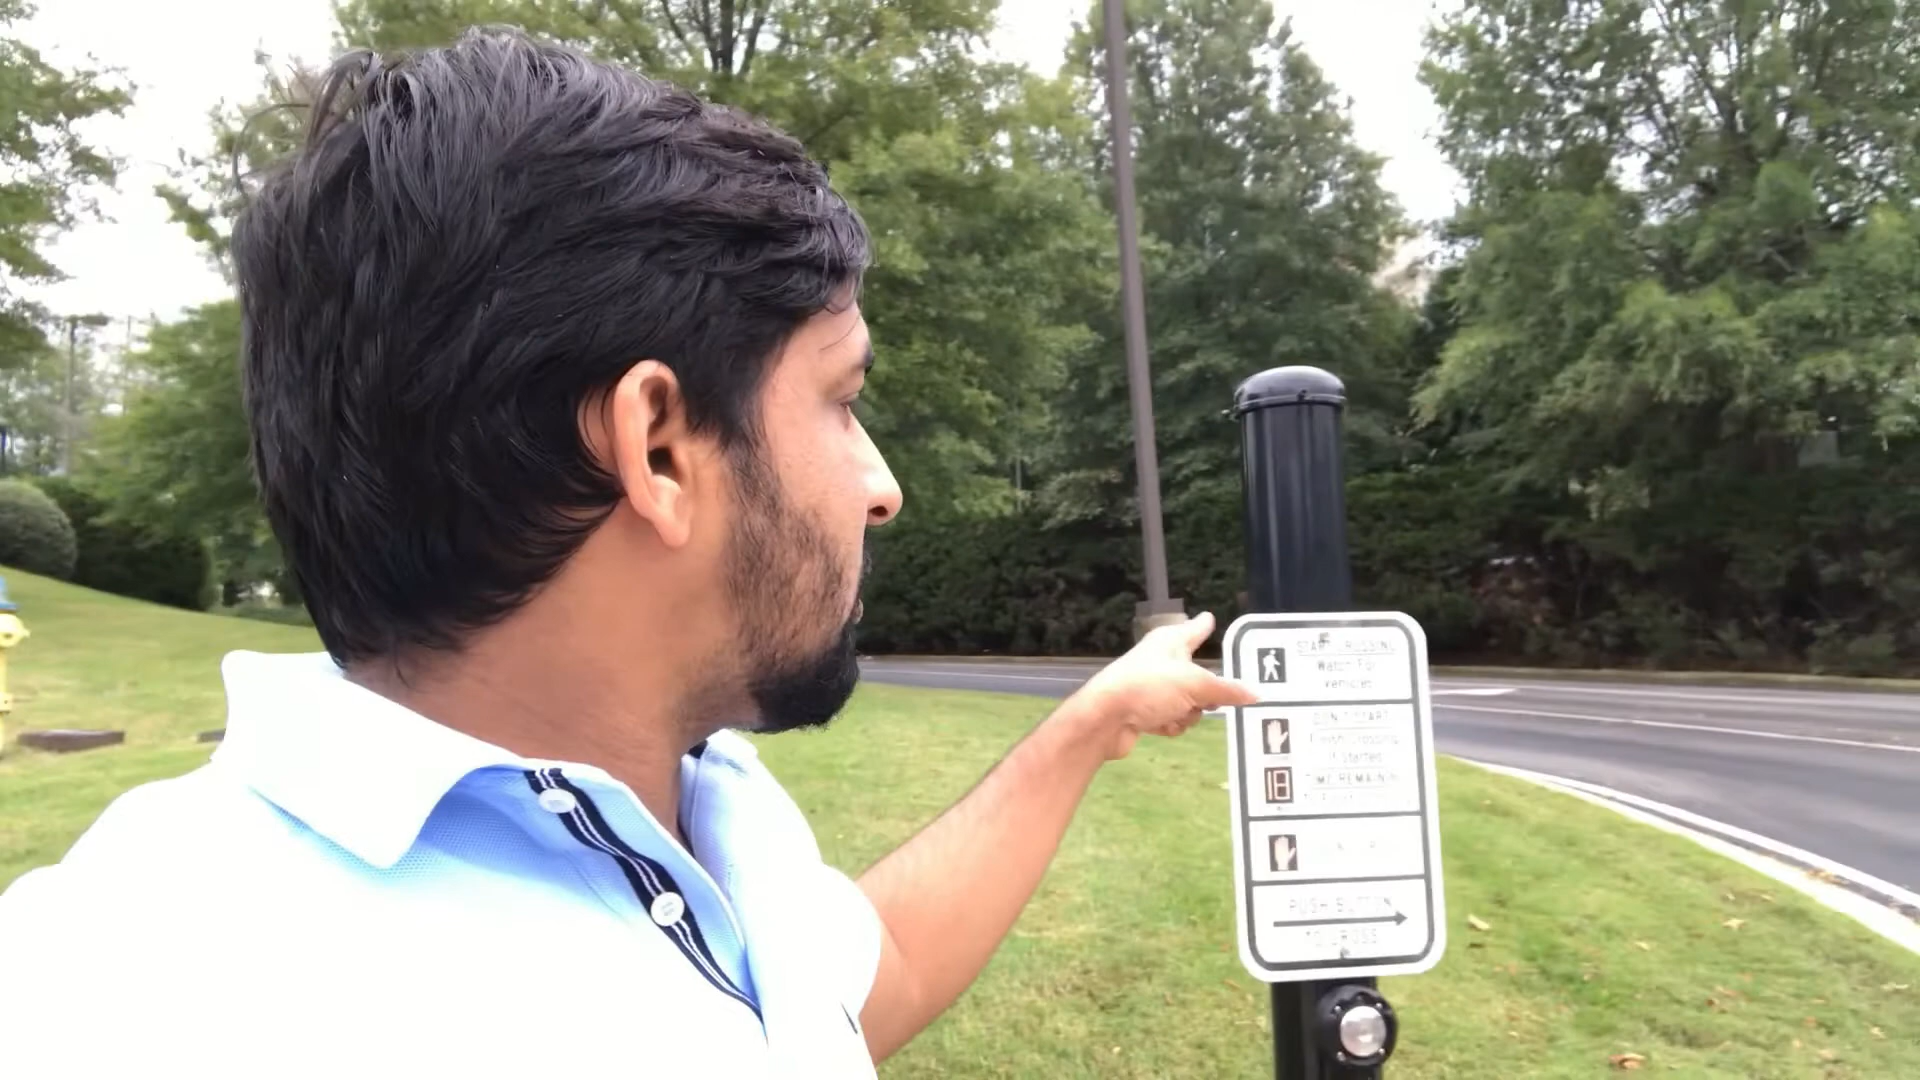 START CROSSING
Watch For
Vehicles
DON'T START
Finish Crossing
If Started
18
TIME REMAINING
PUSH BUTTON
TO CROSS